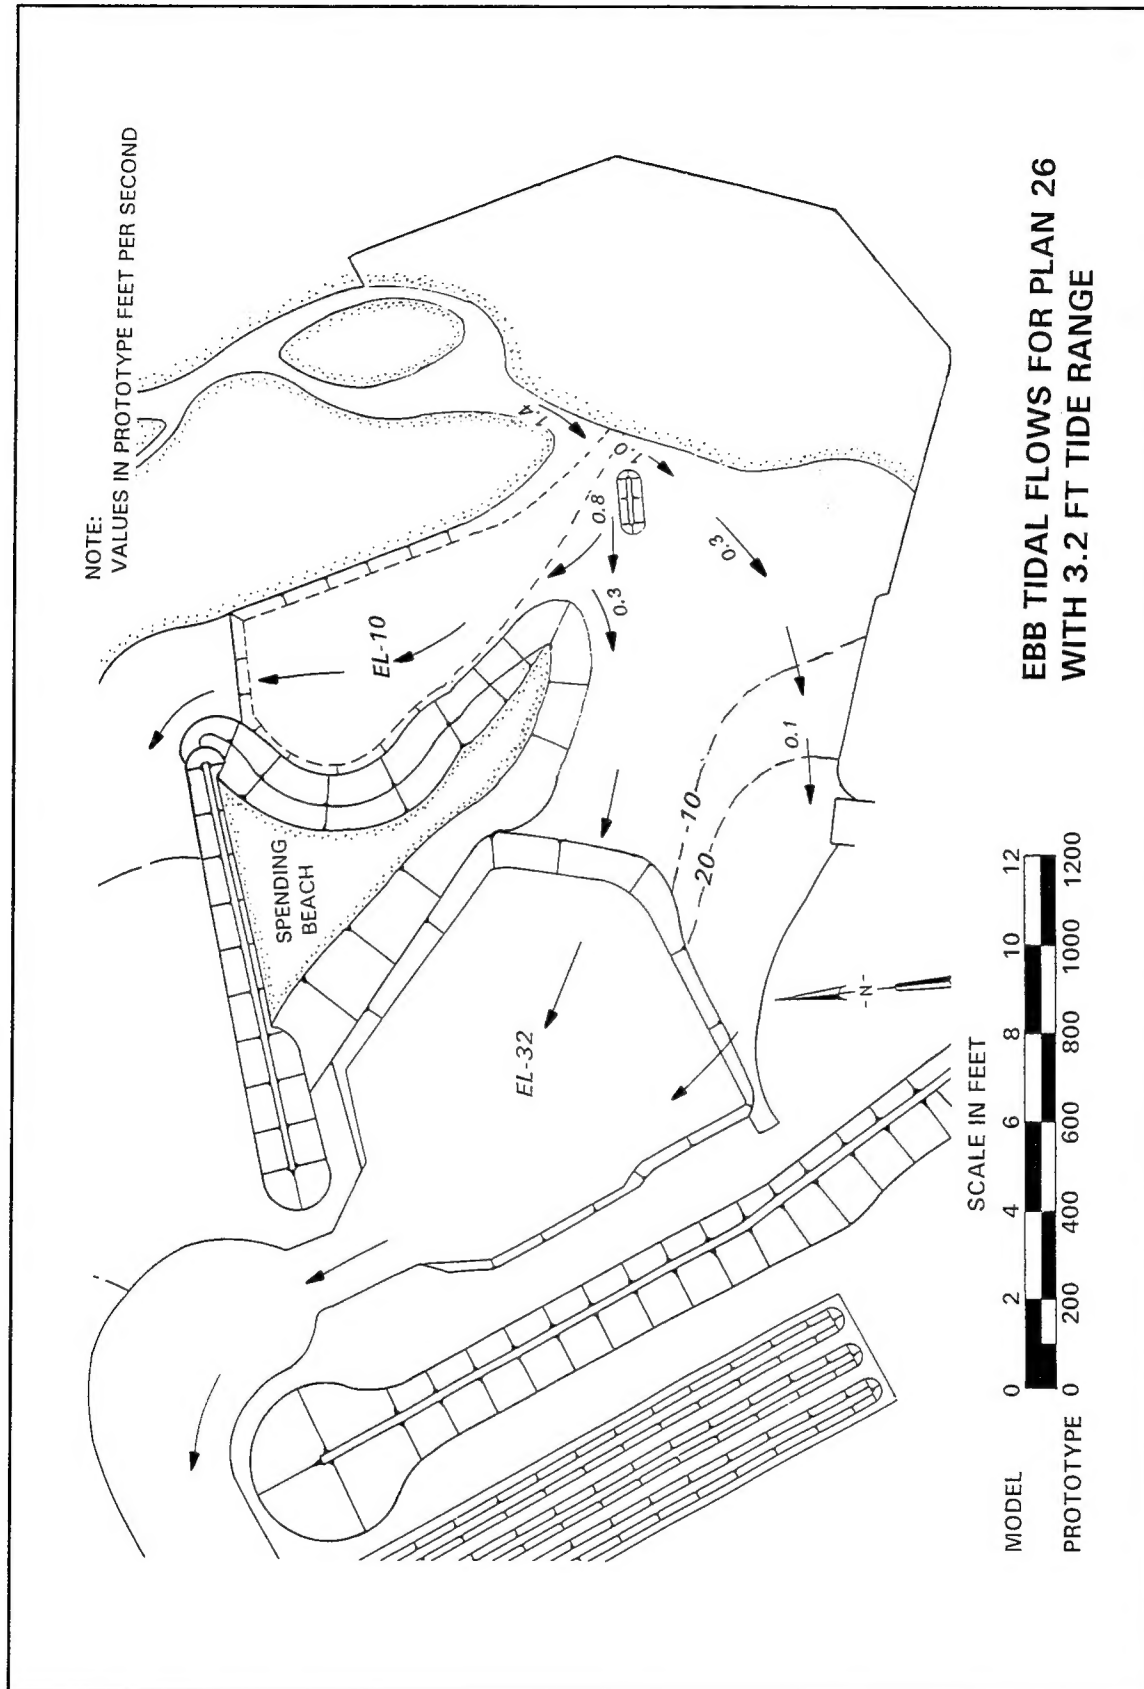 NOTE:
VALUES IN PROTOTYPE FEET PER SECOND
EL-10
SPENDING
BEACH
EL-32
1.4
1.0
0.8
0.3
0.3
0.1
-10
-20
-N-
SCALE IN FEET
MODEL 0 2 4 6 8 10 12
PROTOTYPE 0 200 400 600 800 1000 1200
EBB TIDAL FLOWS FOR PLAN 26
WITH 3.2 FT TIDE RANGE